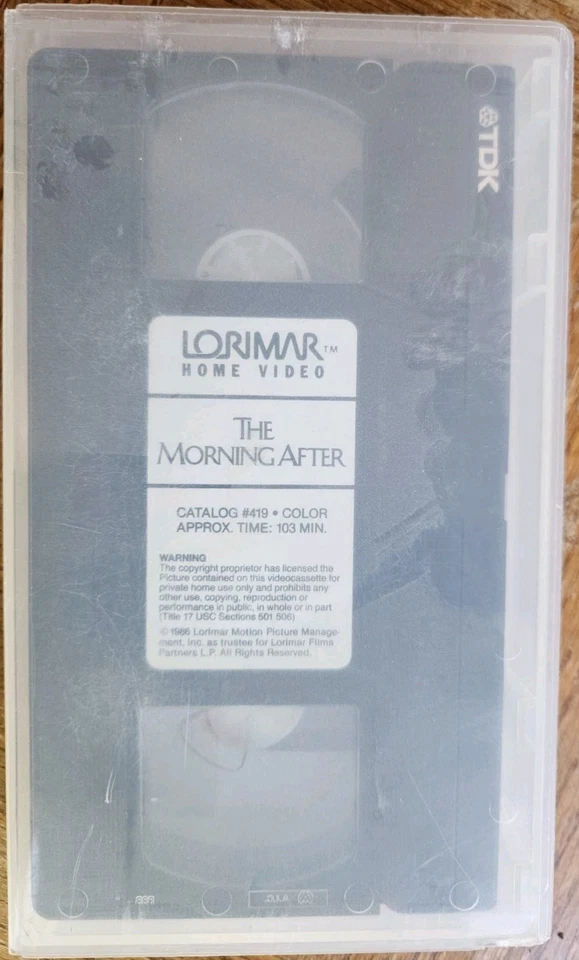 TDK
LORIMAR™
HOME VIDEO
THE
MORNING AFTER
CATALOG #419 • COLOR
APPROX. TIME: 103 MIN.
WARNING
The copyright proprietor has licensed the
Picture contained on this videocassette for
private home use only and prohibits any
other use, copying, reproduction or
performance in public, in whole or in part
(Title 17 USC Sections 501 506)
©1986 Lorimar Motion Picture Manage-
ment, Inc. as trustee for Lorimar Films
Partners L.P. All Rights Reserved.